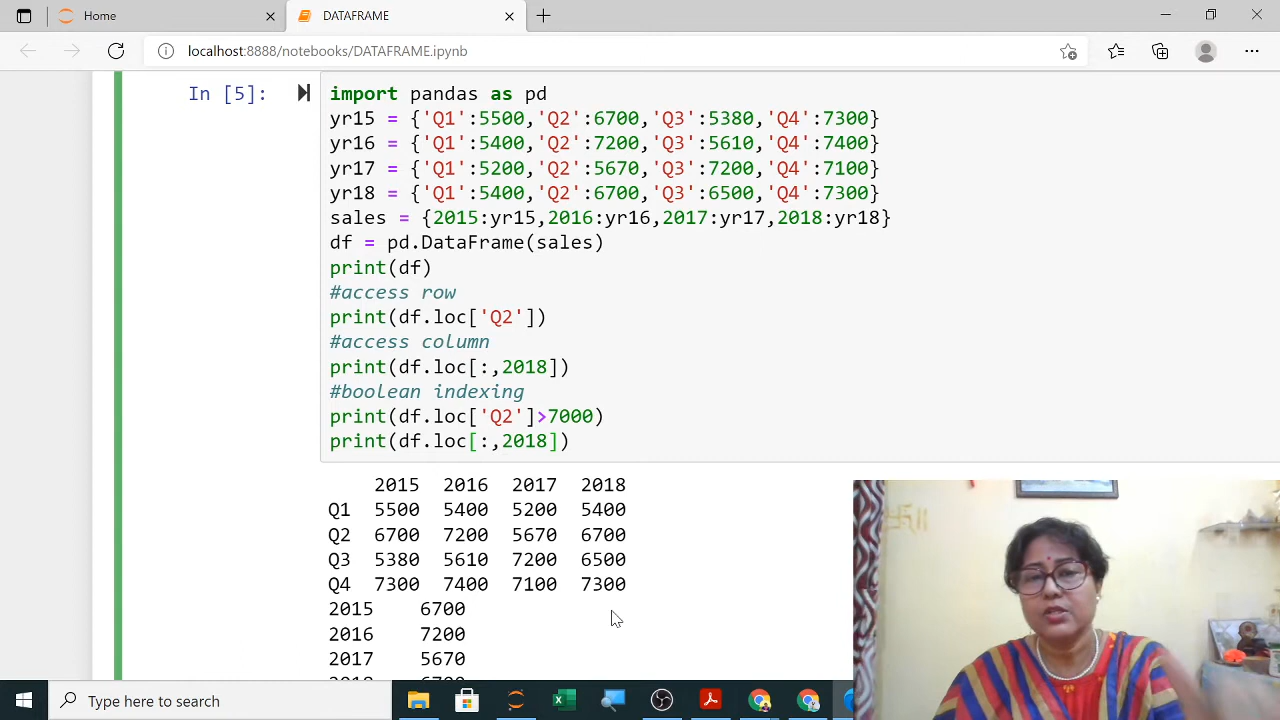 Home
DATAFRAME
localhost:8888/notebooks/DATAFRAME.ipynb
In [5]:
import pandas as pd
yr15 = {'Q1':5500,'Q2':6700,'Q3':5380,'Q4':7300}
yr16 = {'Q1':5400,'Q2':7200,'Q3':5610,'Q4':7400}
yr17 = {'Q1':5200,'Q2':5670,'Q3':7200,'Q4':7100}
yr18 = {'Q1':5400,'Q2':6700,'Q3':6500,'Q4':7300}
sales = {2015:yr15,2016:yr16,2017:yr17,2018:yr18}
df = pd.DataFrame(sales)
print(df)
#access row
print(df.loc['Q2'])
#access column
print(df.loc[:,2018])
#boolean indexing
print(df.loc['Q2']>7000)
print(df.loc[:,2018])
2015 2016 2017 2018
Q1 5500 5400 5200 5400
Q2 6700 7200 5670 6700
Q3 5380 5610 7200 6500
Q4 7300 7400 7100 7300
2015 6700
2016 7200
2017 5670
2018 6700
Type here to search